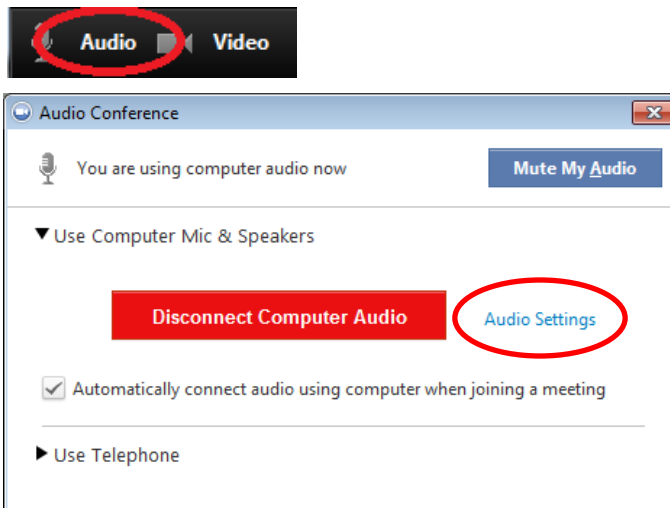 Audio Video
Audio Conference
You are using computer audio now Mute My Audio
Use Computer Mic & Speakers
Disconnect Computer Audio Audio Settings
Automatically connect audio using computer when joining a meeting
Use Telephone